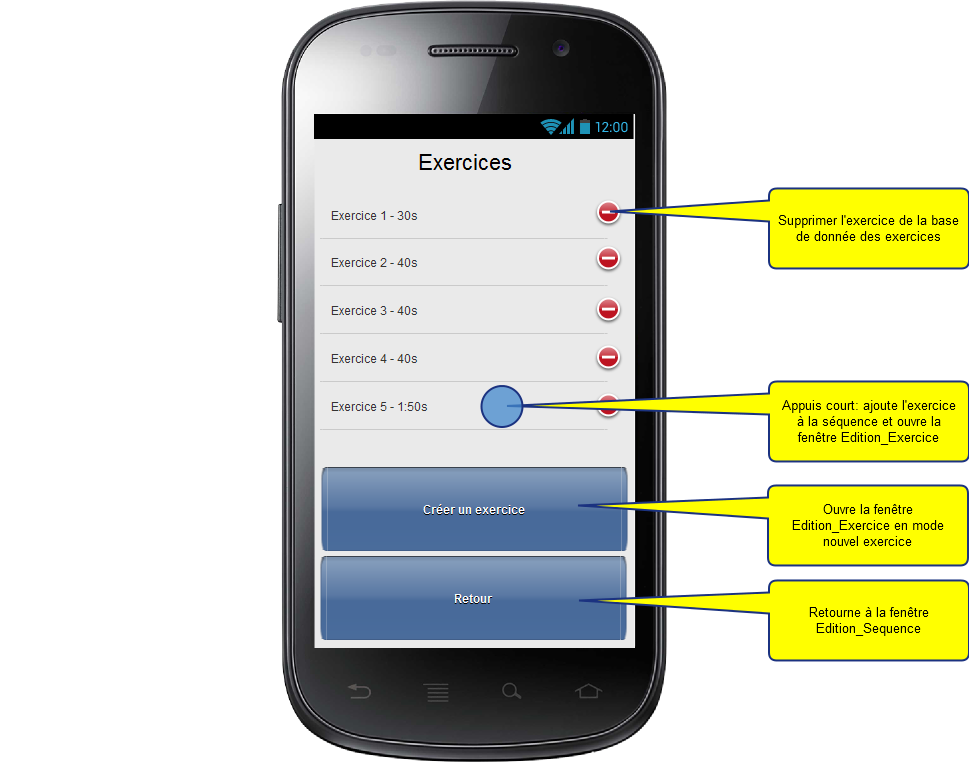 12:00
Exercices
Exercice 1 - 30s
Exercice 2 - 40s
Exercice 3 - 40s
Exercice 4 - 40s
Exercice 5 - 1:50s
Créer un exercice
Retour
Supprimer l'exercice de la base
de donnée des exercices
Appuis court: ajoute l'exercice
à la séquence et ouvre la
fenêtre Edition_Exercice
Ouvre la fenêtre
Edition_Exercice en mode
nouvel exercice
Retourne à la fenêtre
Edition_Sequence